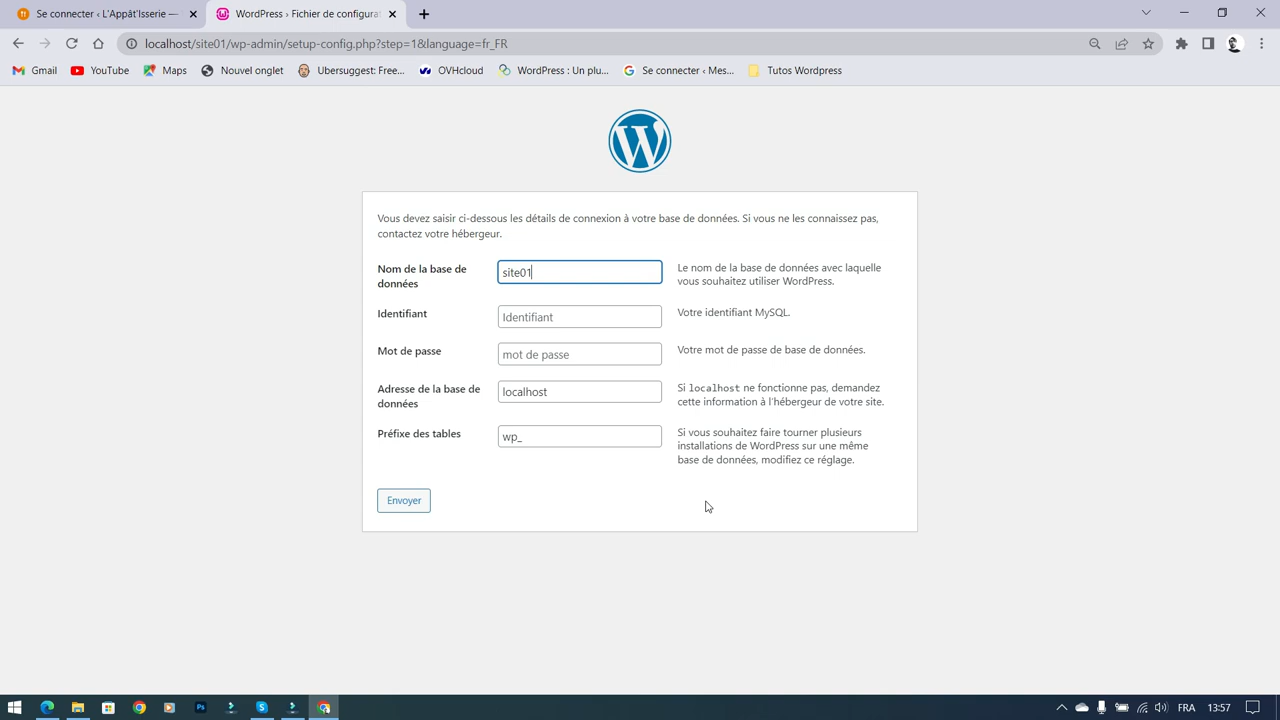 Se connecter ‹ L'Appât'Isserie —
WordPress › Fichier de configurat
localhost/site01/wp-admin/setup-config.php?step=1&language=fr_FR
Gmail
YouTube
Maps
Nouvel onglet
Ubersuggest: Free...
OVHcloud
WordPress : Un plu...
Se connecter ‹ Mes...
Tutos Wordpress
Vous devez saisir ci-dessous les détails de connexion à votre base de données. Si vous ne les connaissez pas,
contactez votre hébergeur.
Nom de la base de
données
site01
Le nom de la base de données avec laquelle
vous souhaitez utiliser WordPress.
Identifiant
Identifiant
Votre identifiant MySQL.
Mot de passe
mot de passe
Votre mot de passe de base de données.
Adresse de la base de
données
localhost
Si localhost ne fonctionne pas, demandez
cette information à l'hébergeur de votre site.
Préfixe des tables
wp_
Si vous souhaitez faire tourner plusieurs
installations de WordPress sur une même
base de données, modifiez ce réglage.
Envoyer
FRA
13:57